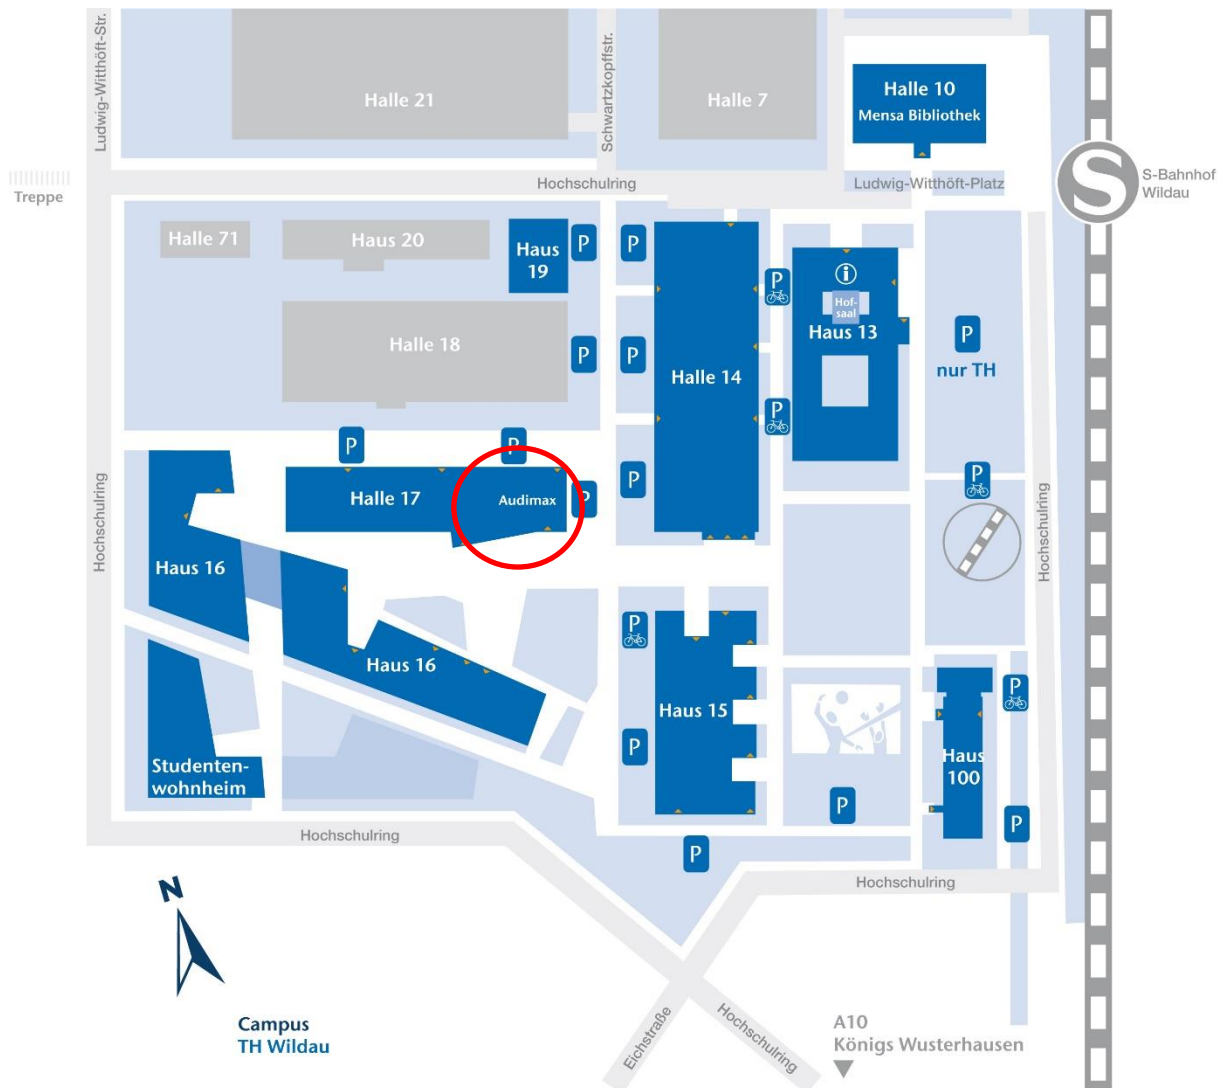 Ludwig-Witthöft-Str.
Halle 21
Schwartzkopffstr.
Halle 7
Halle 10
Mensa Bibliothek
Treppe
Hochschulring
Ludwig-Witthöft-Platz
S
S-Bahnhof
Wildau
Halle 71
Haus 20
Haus
19
P
P
P
i
Hof-
saal
Haus 13
Halle 18
P
P
Halle 14
P
nur TH
P
P
P
P
Halle 17
Audimax
P
P
Hochschulring
Haus 16
Hochschulring
P
Haus 16
Haus 15
P
P
Haus
100
Studenten-
wohnheim
P
P
Hochschulring
P
Hochschulring
N
Eichstraße
Hochschulring
Campus
TH Wildau
A10
Königs Wusterhausen